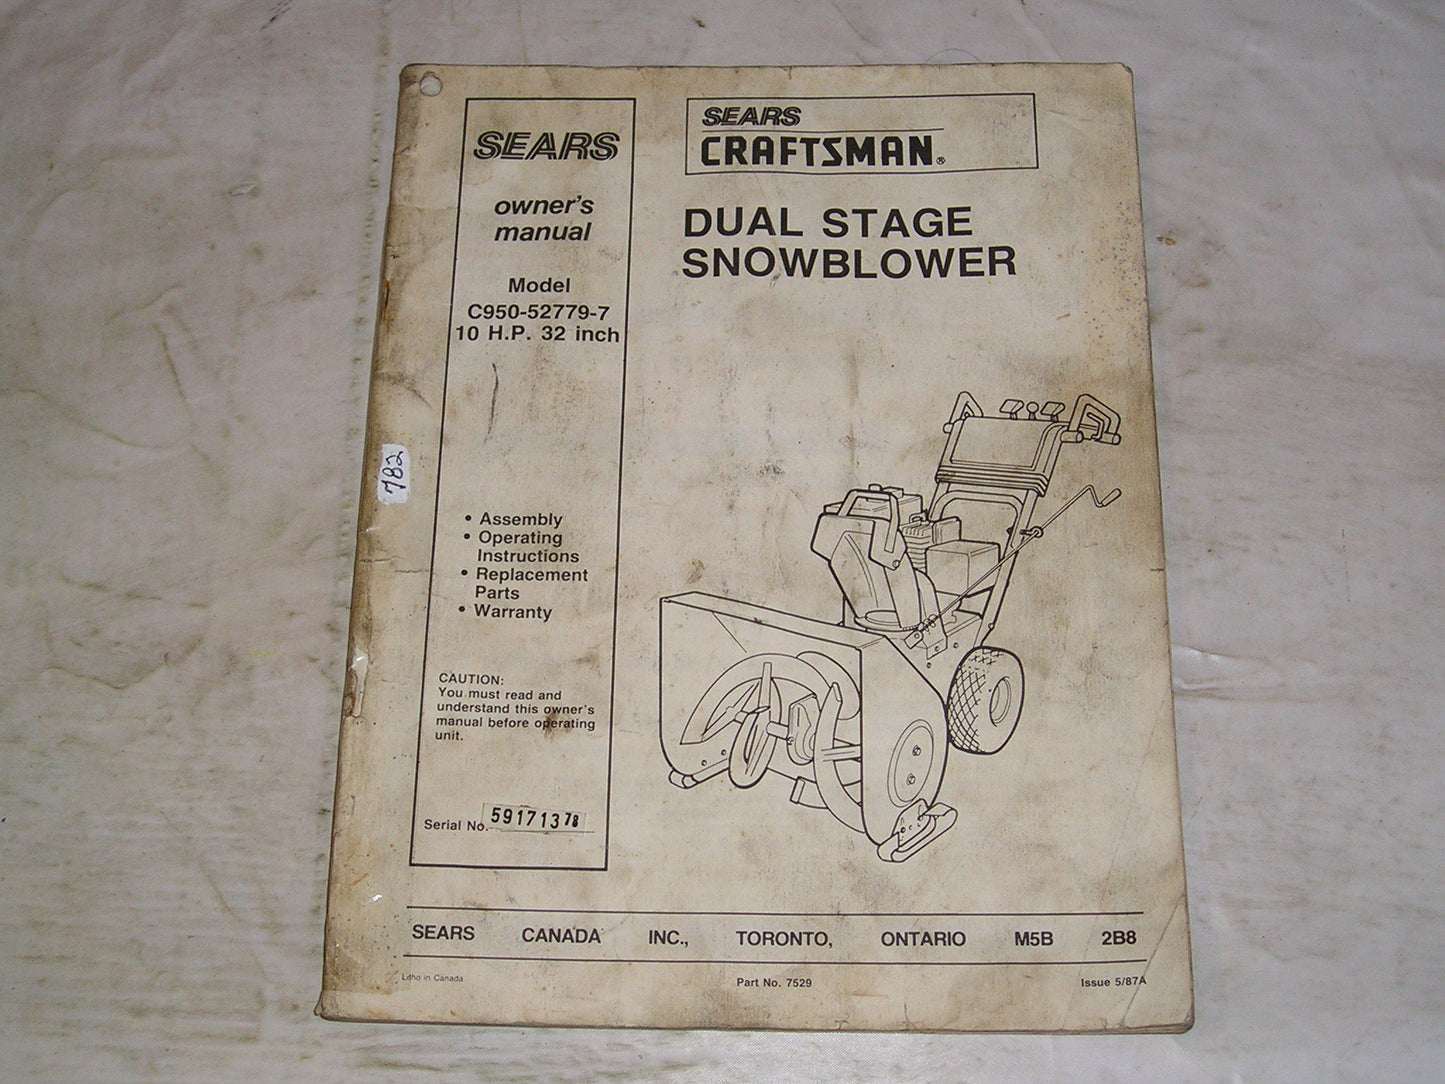 SEARS
owner's
manual
Model
C950-52779-7
10 H.P. 32 inch
782
• Assembly
• Operating
Instructions
• Replacement
Parts
• Warranty
CAUTION:
You must read and
understand this owner's
manual before operating
unit.
Serial No. 59171378
SEARS
CRAFTSMAN®
DUAL STAGE
SNOWBLOWER
SEARS CANADA INC., TORONTO, ONTARIO M5B 2B8
Litho in Canada Part No. 7529 Issue 5/87A